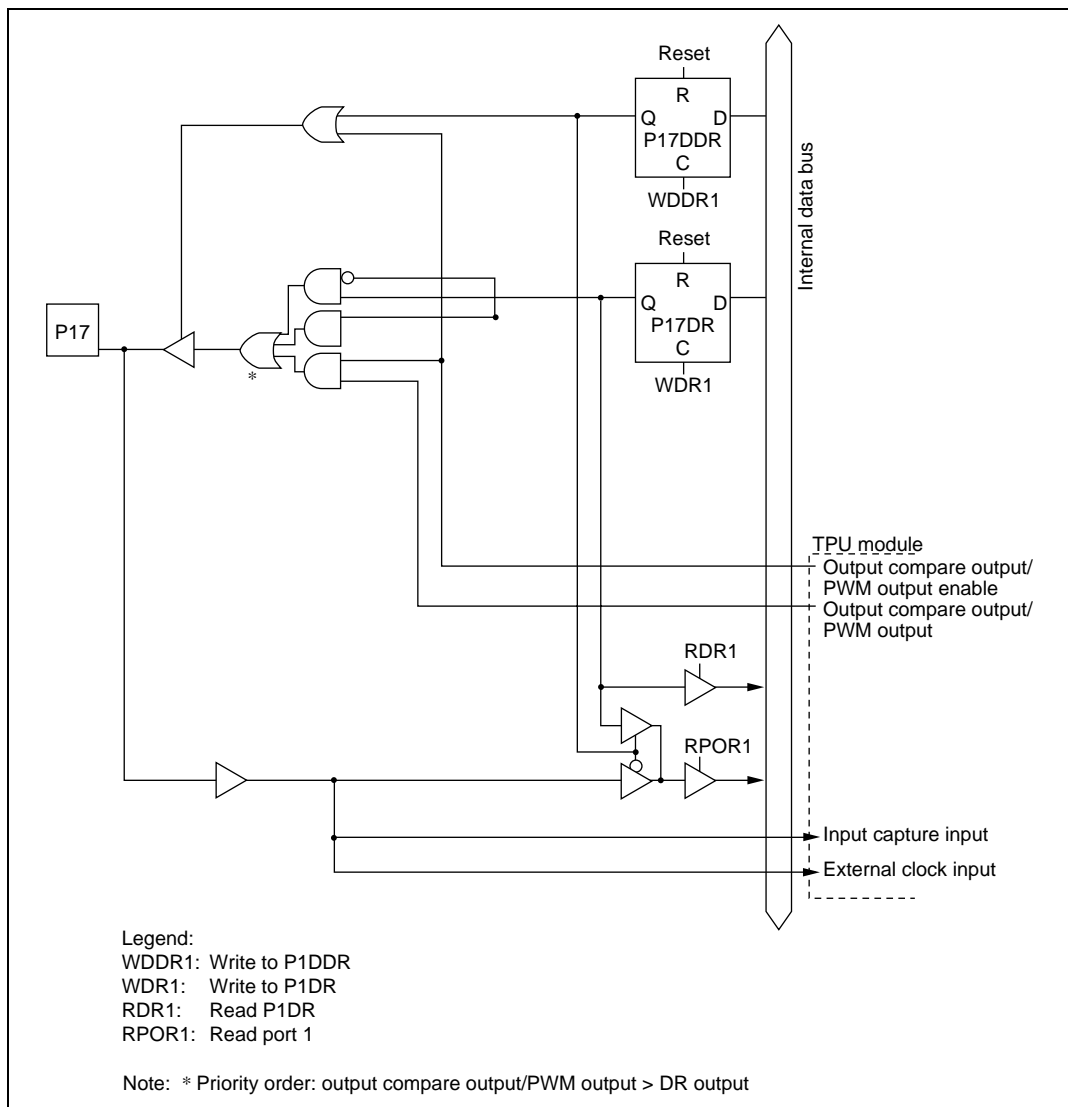 Reset
R
Q D
P17DDR
C
WDDR1
Internal data bus
Reset
R
Q D
P17DR
C
WDR1
P17
*
TPU module
Output compare output/
PWM output enable
Output compare output/
PWM output
RDR1
RPOR1
Input capture input
External clock input
Legend:
WDDR1: Write to P1DDR
WDR1: Write to P1DR
RDR1: Read P1DR
RPOR1: Read port 1
Note: * Priority order: output compare output/PWM output > DR output